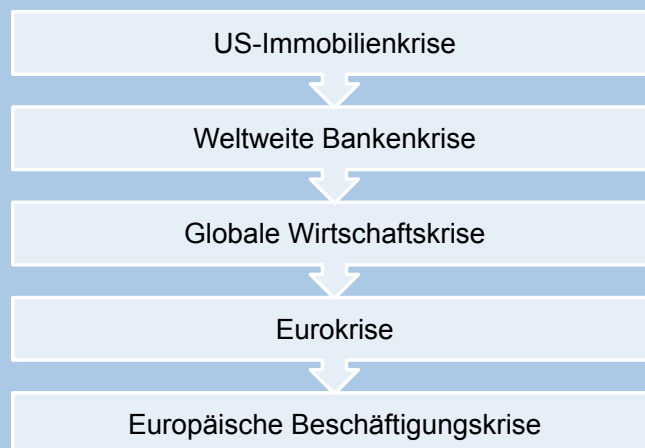 US-Immobilienkrise
Weltweite Bankenkrise
Globale Wirtschaftskrise
Eurokrise
Europäische Beschäftigungskrise